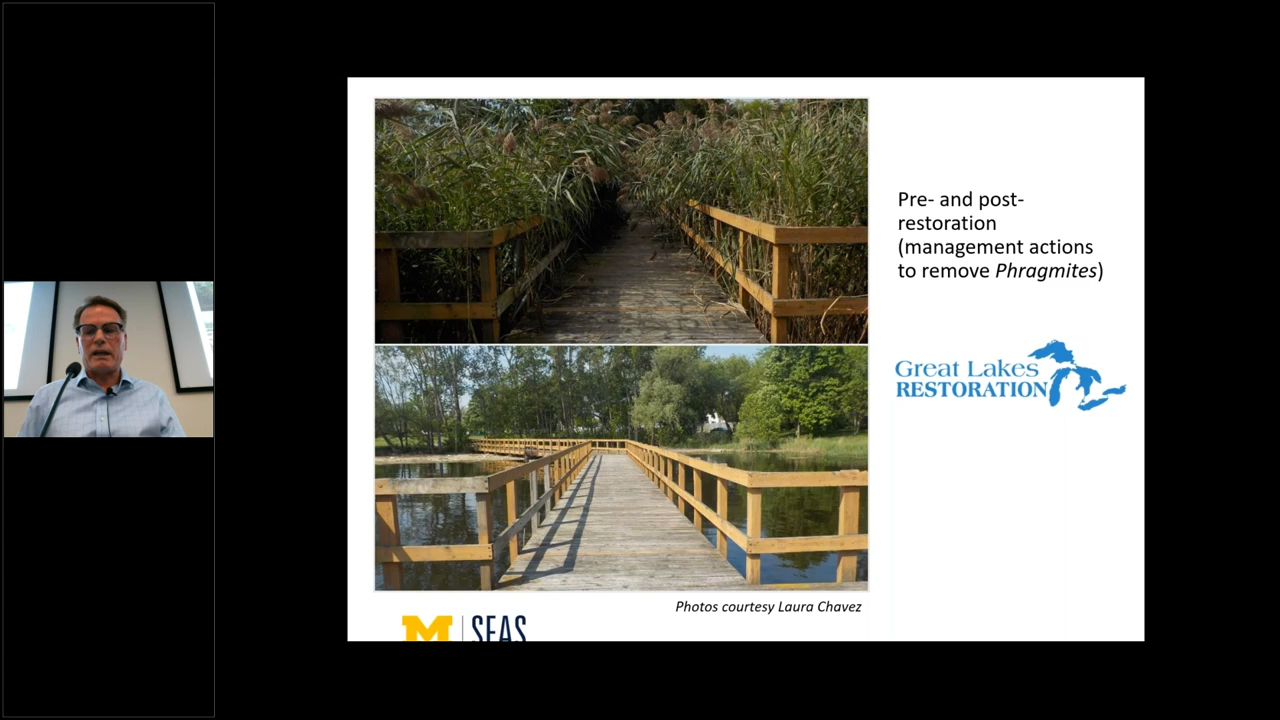 Pre- and post-
restoration
(management actions
to remove Phragmites)
Great Lakes
RESTORATION
Photos courtesy Laura Chavez
M SEAS